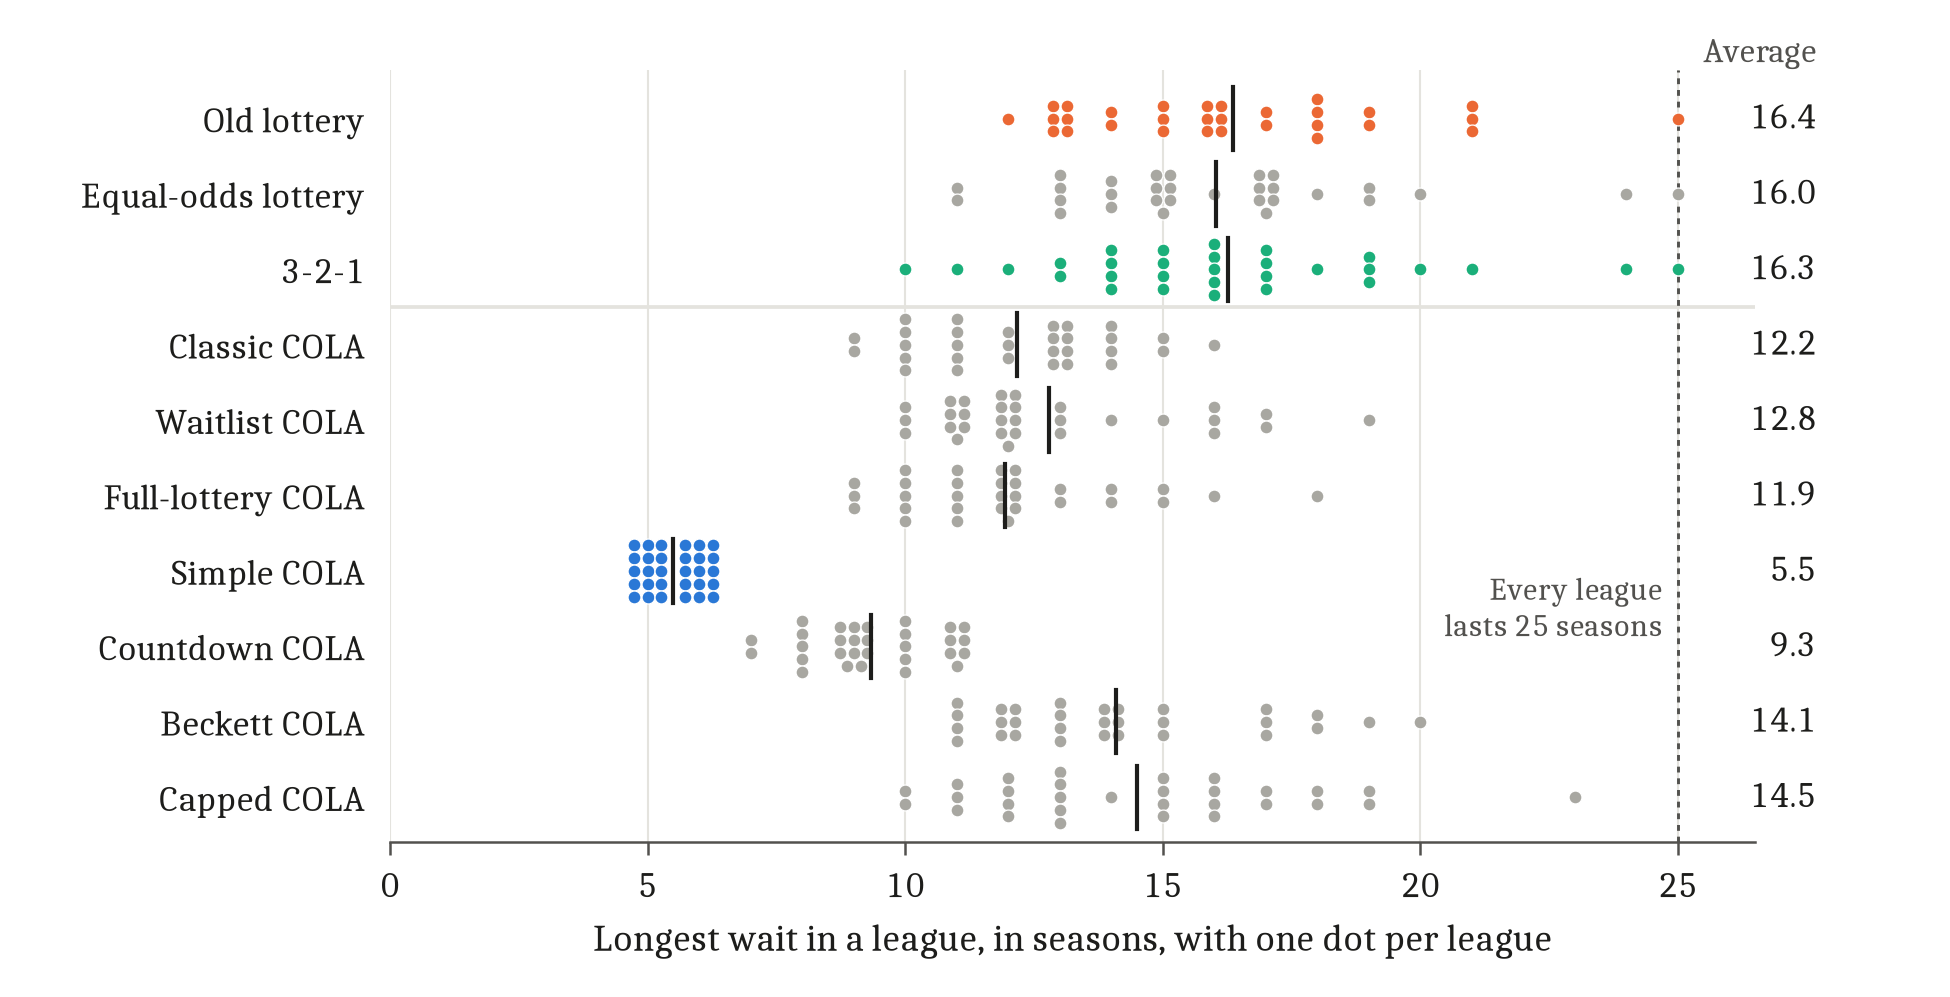 Average
Old lottery 16.4
Equal-odds lottery 16.0
3-2-1 16.3
Classic COLA 12.2
Waitlist COLA 12.8
Full-lottery COLA 11.9
Simple COLA 5.5
Every league
lasts 25 seasons
Countdown COLA 9.3
Beckett COLA 14.1
Capped COLA 14.5
0 5 10 15 20 25
Longest wait in a league, in seasons, with one dot per league